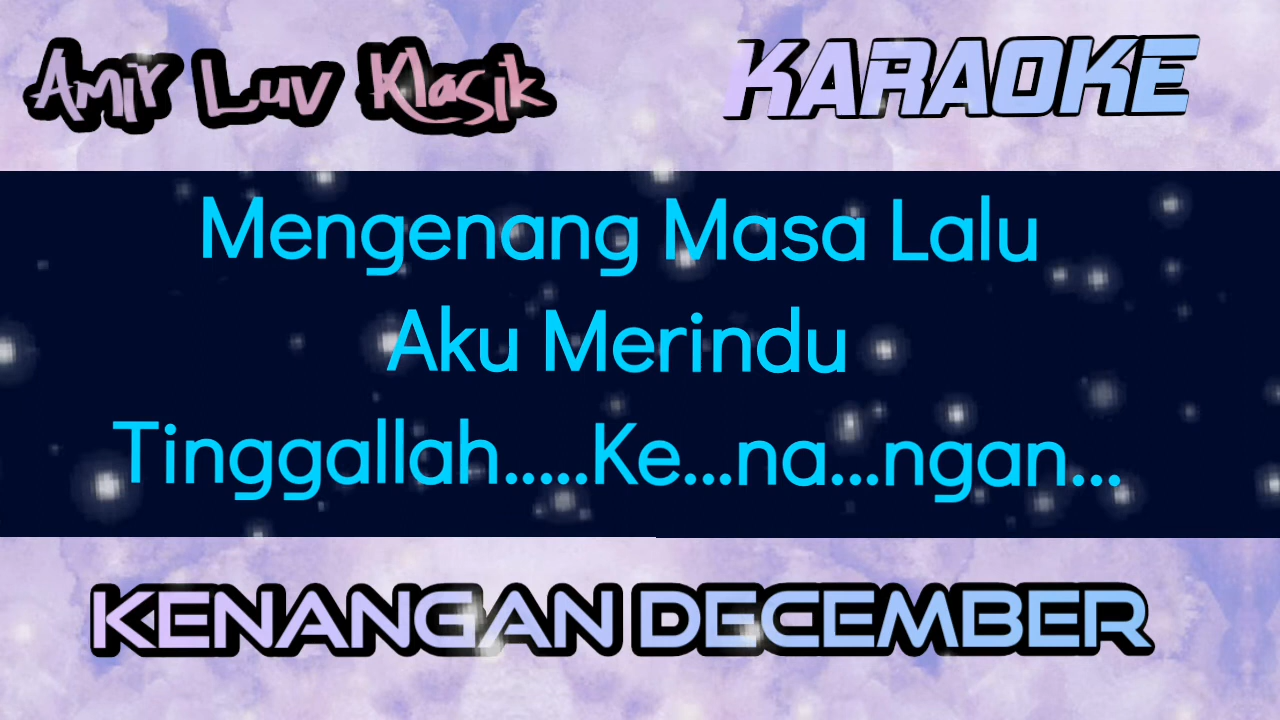 Amir Luv Klasik
KARAOKE
Mengenang Masa Lalu
Aku Merindu
Tinggallah.....Ke...na...ngan...
KENANGAN DECEMBER